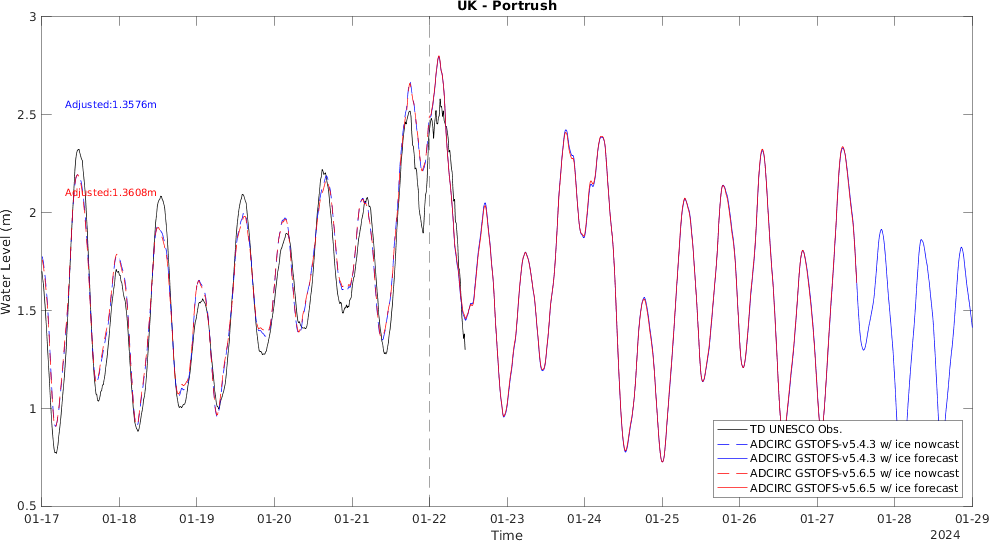 UK - Portrush
Water Level (m)
3
2.5
2
1.5
1
0.5
Adjusted:1.3576m
Adjusted:1.3608m
TD UNESCO Obs.
ADCIRC GSTOFS-v5.4.3 w/ ice nowcast
ADCIRC GSTOFS-v5.4.3 w/ ice forecast
ADCIRC GSTOFS-v5.6.5 w/ ice nowcast
ADCIRC GSTOFS-v5.6.5 w/ ice forecast
01-17 01-18 01-19 01-20 01-21 01-22 01-23 01-24 01-25 01-26 01-27 01-28 01-29
Time
2024